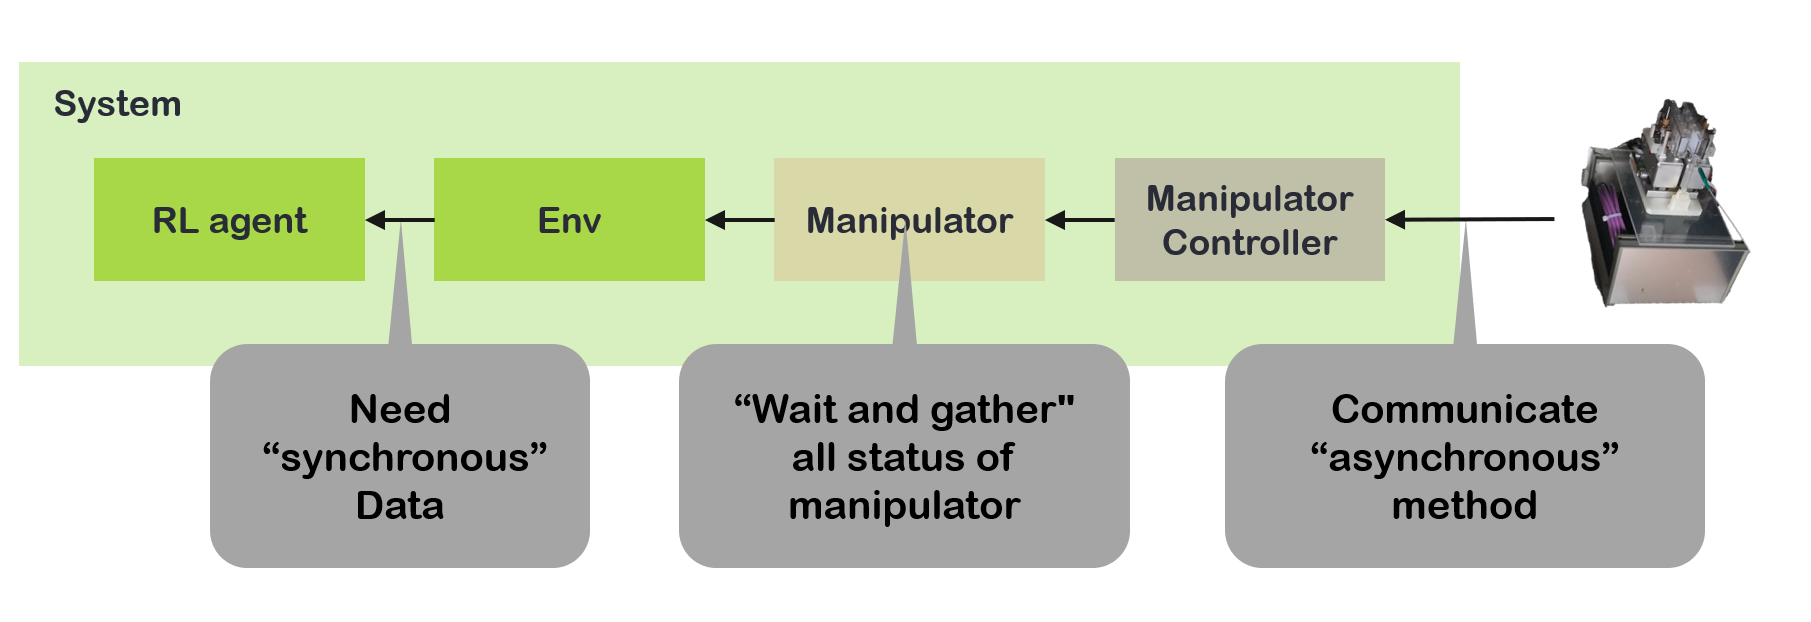 System
RL agent
Env
Manipulator
Manipulator
Controller
Need
“synchronous”
Data
“Wait and gather"
all status of
manipulator
Communicate
“asynchronous”
method